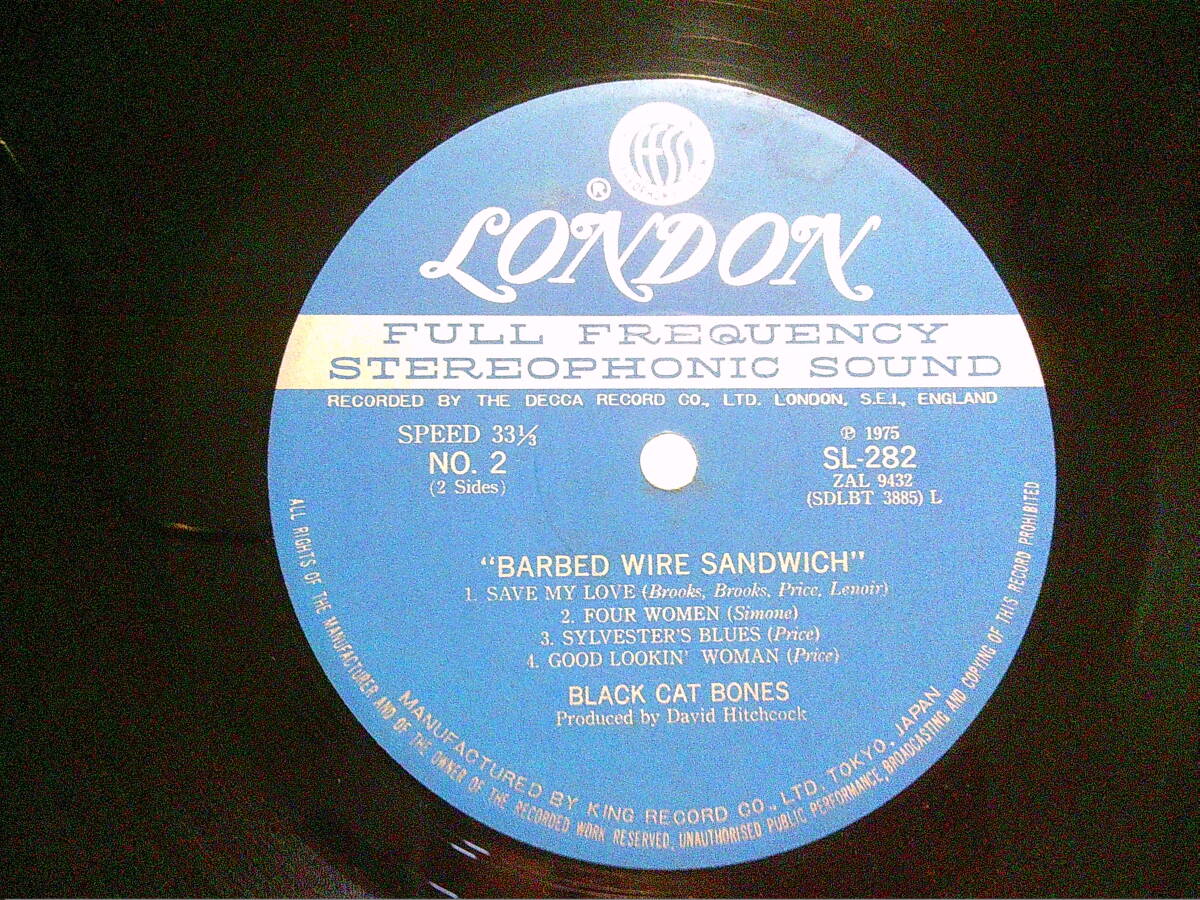 FFSS
®
LONDON
FULL FREQUENCY
STEREOPHONIC SOUND
RECORDED BY THE DECCA RECORD CO., LTD. LONDON, S.E.I., ENGLAND
SPEED 33⅓
NO. 2
(2 Sides)
℗ 1975
SL-282
ZAL 9432
(SDLBT 3885) L
"BARBED WIRE SANDWICH"
1. SAVE MY LOVE (Brooks, Brooks, Price, Lenoir)
2. FOUR WOMEN (Simone)
3. SYLVESTER'S BLUES (Price)
4. GOOD LOOKIN' WOMAN (Price)
BLACK CAT BONES
Produced by David Hitchcock
MANUFACTURED BY KING RECORD CO., LTD. TOKYO, JAPAN
ALL RIGHTS OF THE MANUFACTURER AND OF THE OWNER OF THE RECORDED WORK RESERVED, UNAUTHORISED PUBLIC PERFORMANCE, BROADCASTING AND COPYING OF THIS RECORD PROHIBITED